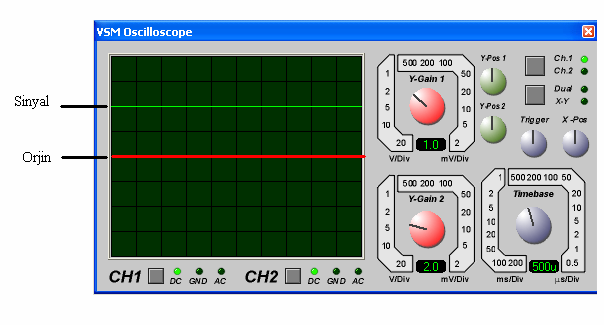 VSM Oscilloscope
Sinyal
Orjin
500 200 100
1 50
2 20
5 10
10 5
20 2
Y-Gain 1
1.0
V/Div mV/Div
500 200 100
1 50
2 20
5 10
10 5
20 2
Y-Gain 2
2.0
V/Div mV/Div
Y-Pos 1
Y-Pos 2
Ch.1
Ch.2
Dual
X-Y
Trigger X-Pos
1 500 200 100 50
2 20
5 10
10 5
20 2
50 1
100 200 0.5
Timebase
500u
ms/Div µs/Div
CH1 DC GND AC CH2 DC GND AC